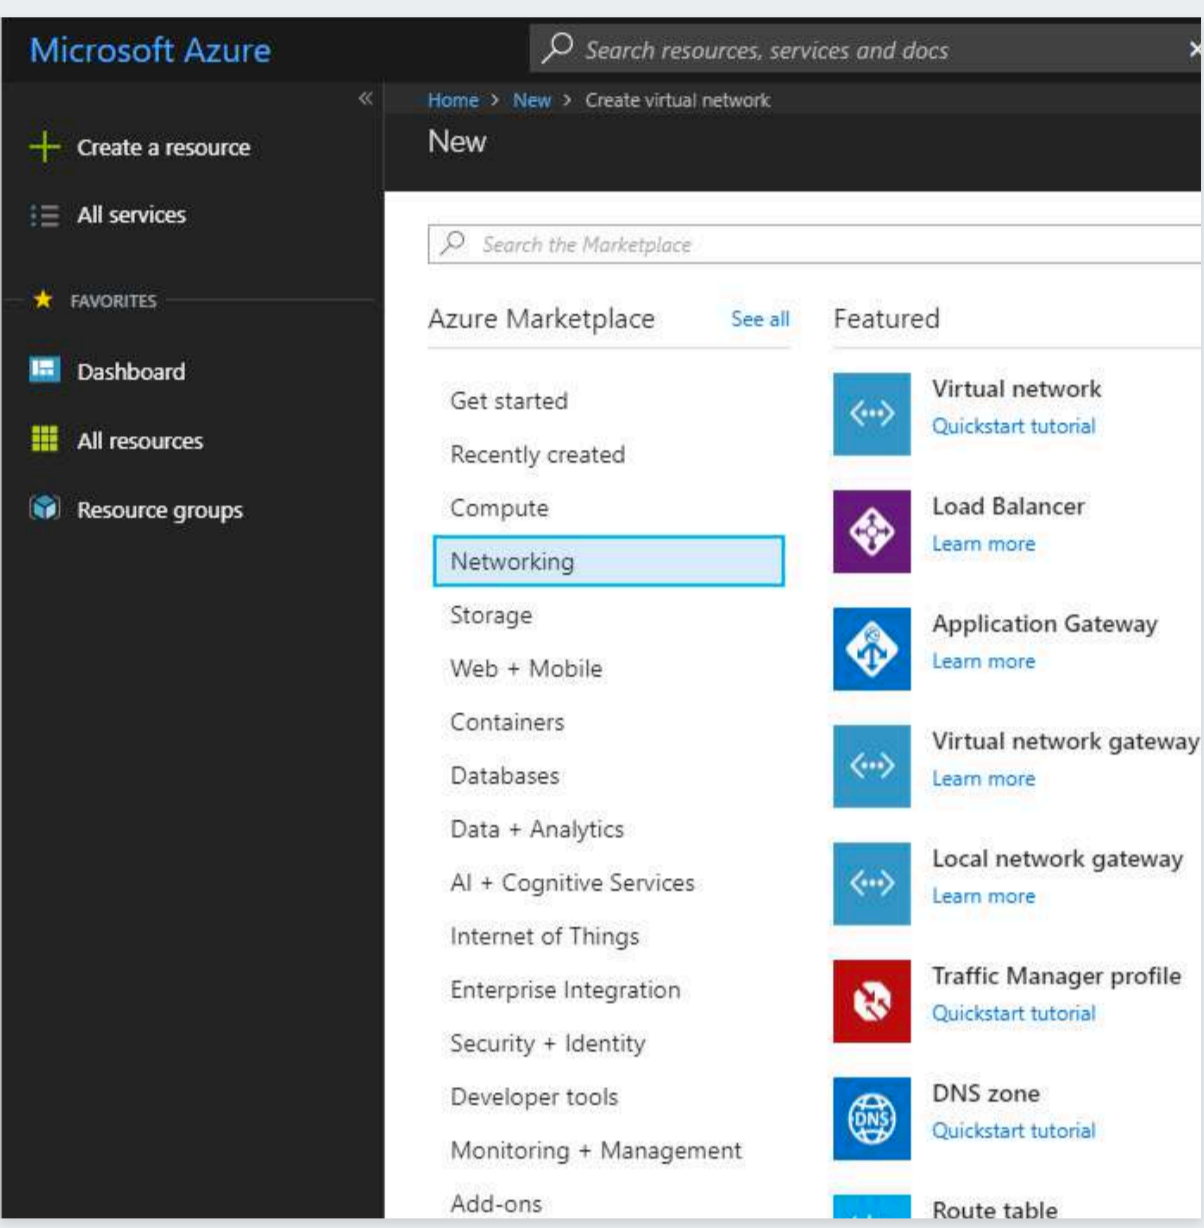 Microsoft Azure
Search resources, services and docs
Home > New > Create virtual network
New
Create a resource
All services
FAVORITES
Dashboard
All resources
Resource groups
Search the Marketplace
Azure Marketplace
See all
Get started
Recently created
Compute
Networking
Storage
Web + Mobile
Containers
Databases
Data + Analytics
AI + Cognitive Services
Internet of Things
Enterprise Integration
Security + Identity
Developer tools
Monitoring + Management
Add-ons
Featured
Virtual network
Quickstart tutorial
Load Balancer
Learn more
Application Gateway
Learn more
Virtual network gateway
Learn more
Local network gateway
Learn more
Traffic Manager profile
Quickstart tutorial
DNS
DNS zone
Quickstart tutorial
Route table